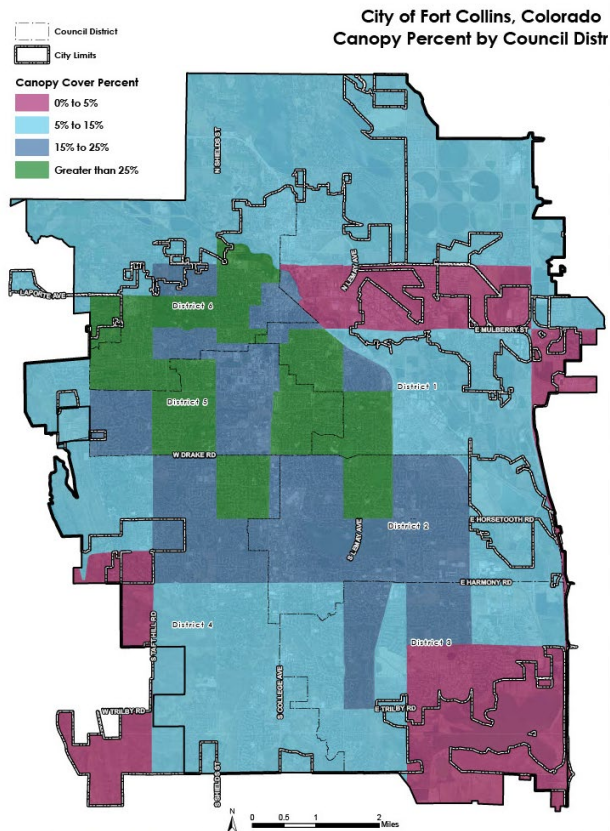 City of Fort Collins, Colorado
Canopy Percent by Council Distr
Council District
City Limits
Canopy Cover Percent
0% to 5%
5% to 15%
15% to 25%
Greater than 25%
N SHIELDS ST
LAPORTE AVE
N LEMAY AVE
District 6
E MULBERRY ST
District 1
District 5
W DRAKE RD
E HORSETOOTH RD
District 2
S LEMAY AVE
E HARMONY RD
District 4
District 3
S TAFT HILL RD
S COLLEGE AVE
W TRILBY RD
E TRILBY RD
S SHIELDS ST
N
0 0.5 1 2
Miles